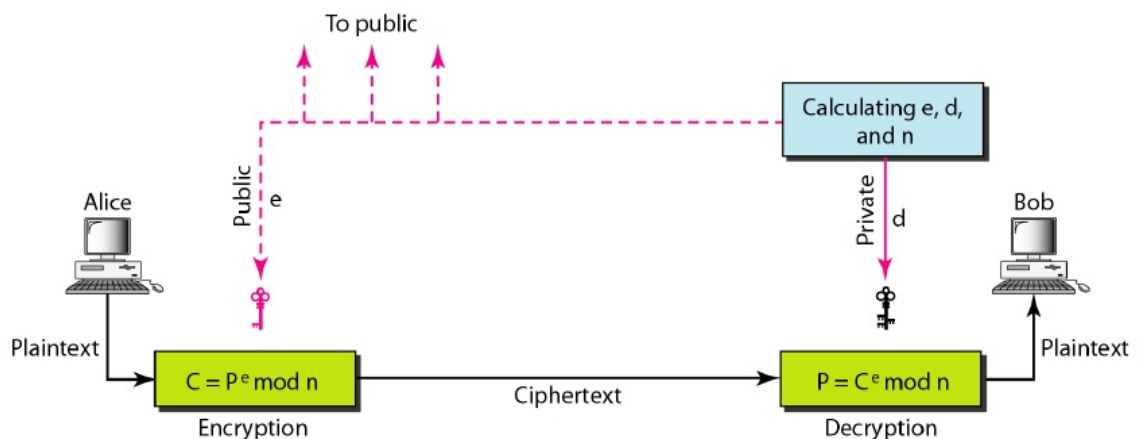 To public
Calculating e, d,
and n
Public
e
Private
d
Alice
Bob
Plaintext
C = Pᵉ mod n
Ciphertext
P = Cᵉ mod n
Plaintext
Encryption
Decryption